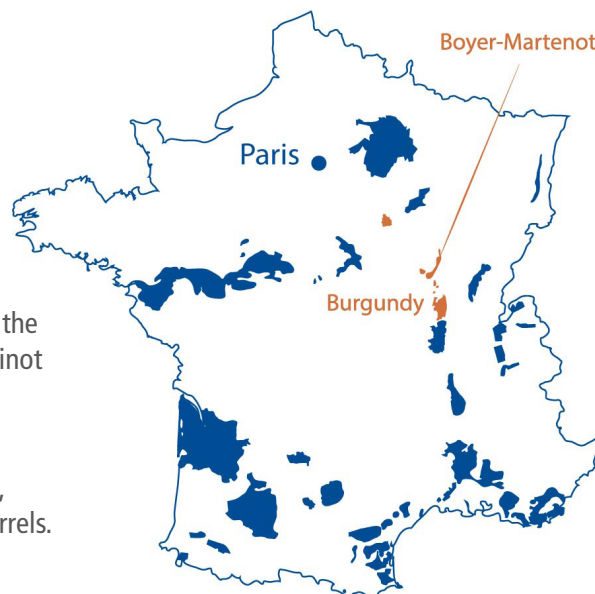 Boyer-Martenot
Paris
Burgundy
the
inot
,
rrels.